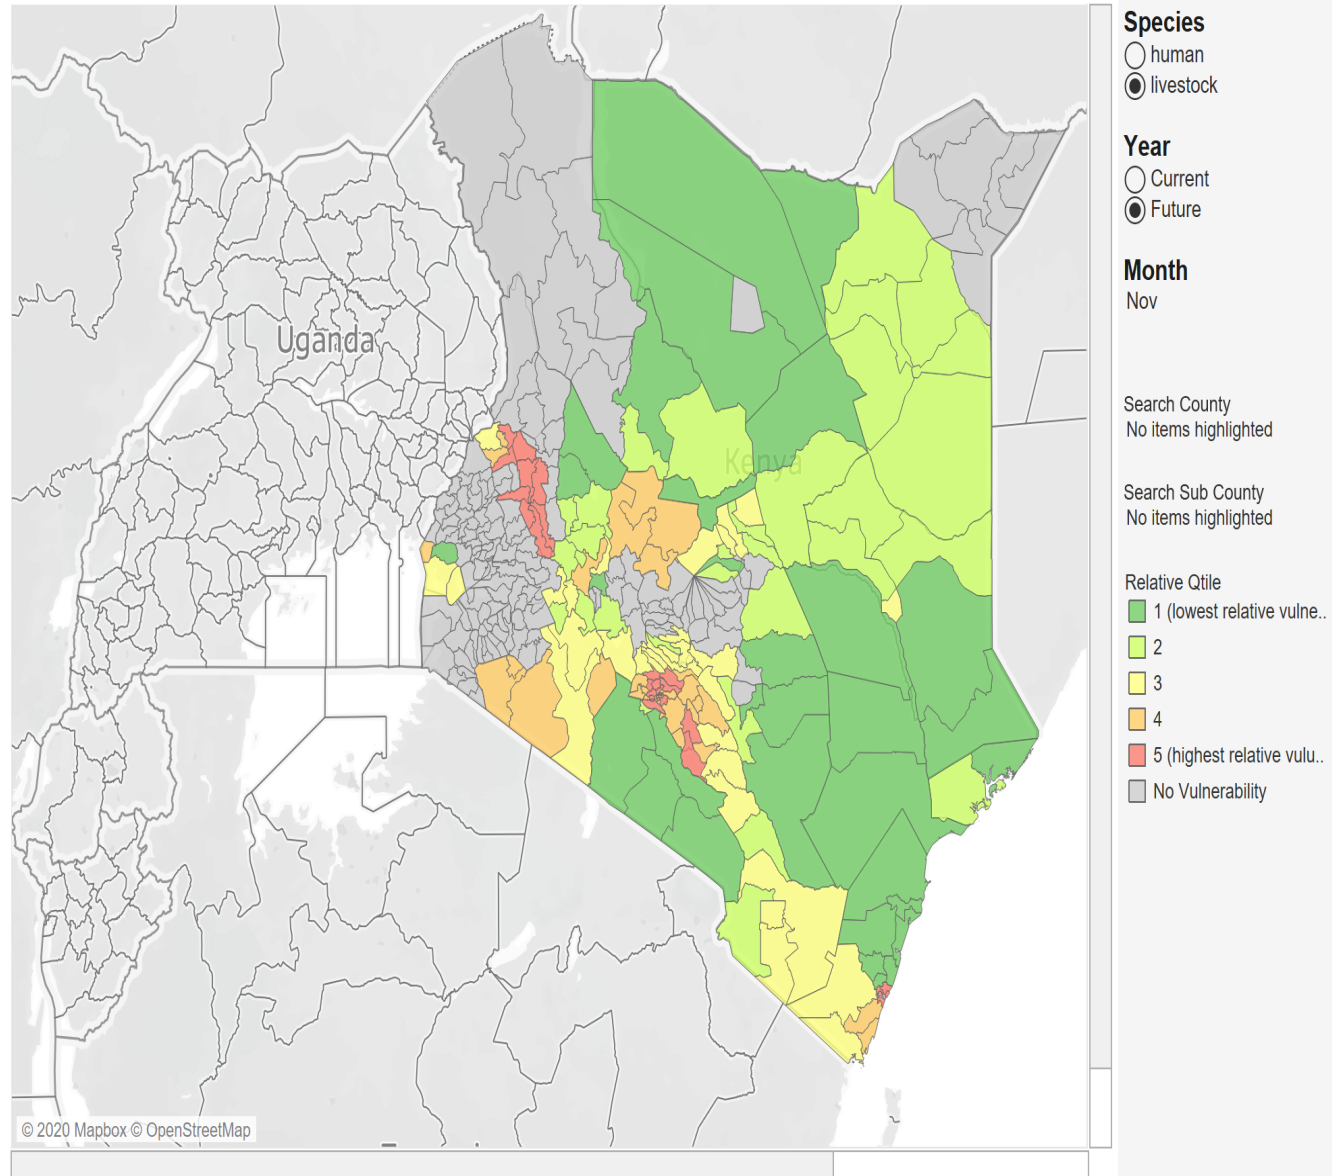 Species
human
livestock
Year
Current
Future
Month
Nov
Search County
No items highlighted
Search Sub County
No items highlighted
Relative Qtile
1 (lowest relative vulne..
2
3
4
5 (highest relative vulu..
No Vulnerability
Uganda
Kenya
© 2020 Mapbox © OpenStreetMap